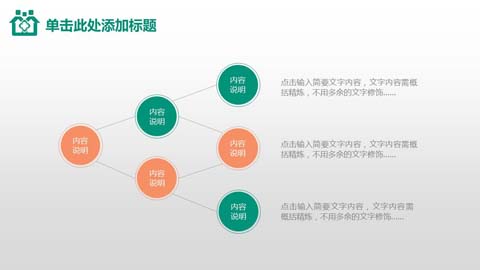 单击此处添加标题
内容
说明
点击输入简要文字内容，文字内容需概
括精炼，不用多余的文字修饰……
内容
说明
内容
说明
内容
说明
点击输入简要文字内容，文字内容需概
括精炼，不用多余的文字修饰……
内容
说明
内容
说明
点击输入简要文字内容，文字内容需
概括精炼，不用多余的文字修饰……